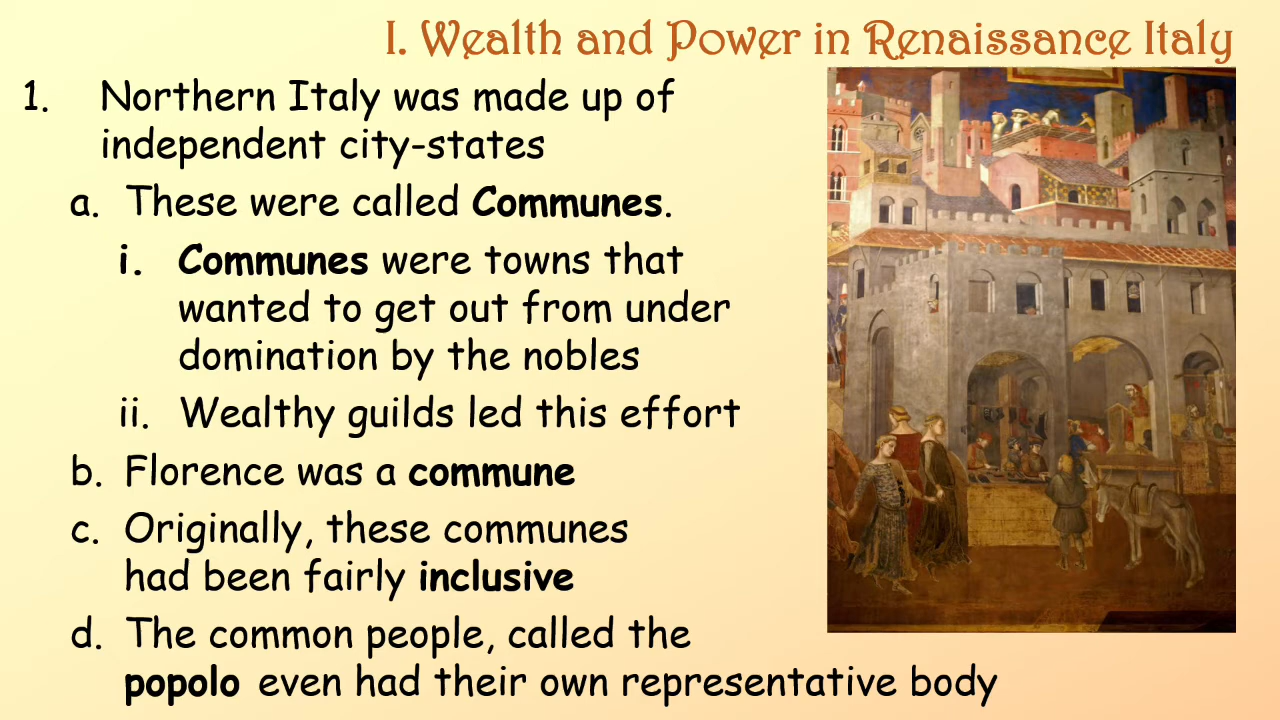 I. Wealth and Power in Renaissance Italy
1. Northern Italy was made up of
independent city-states
a. These were called Communes.
i. Communes were towns that
wanted to get out from under
domination by the nobles
ii. Wealthy guilds led this effort
b. Florence was a commune
c. Originally, these communes
had been fairly inclusive
d. The common people, called the
popolo even had their own representative body